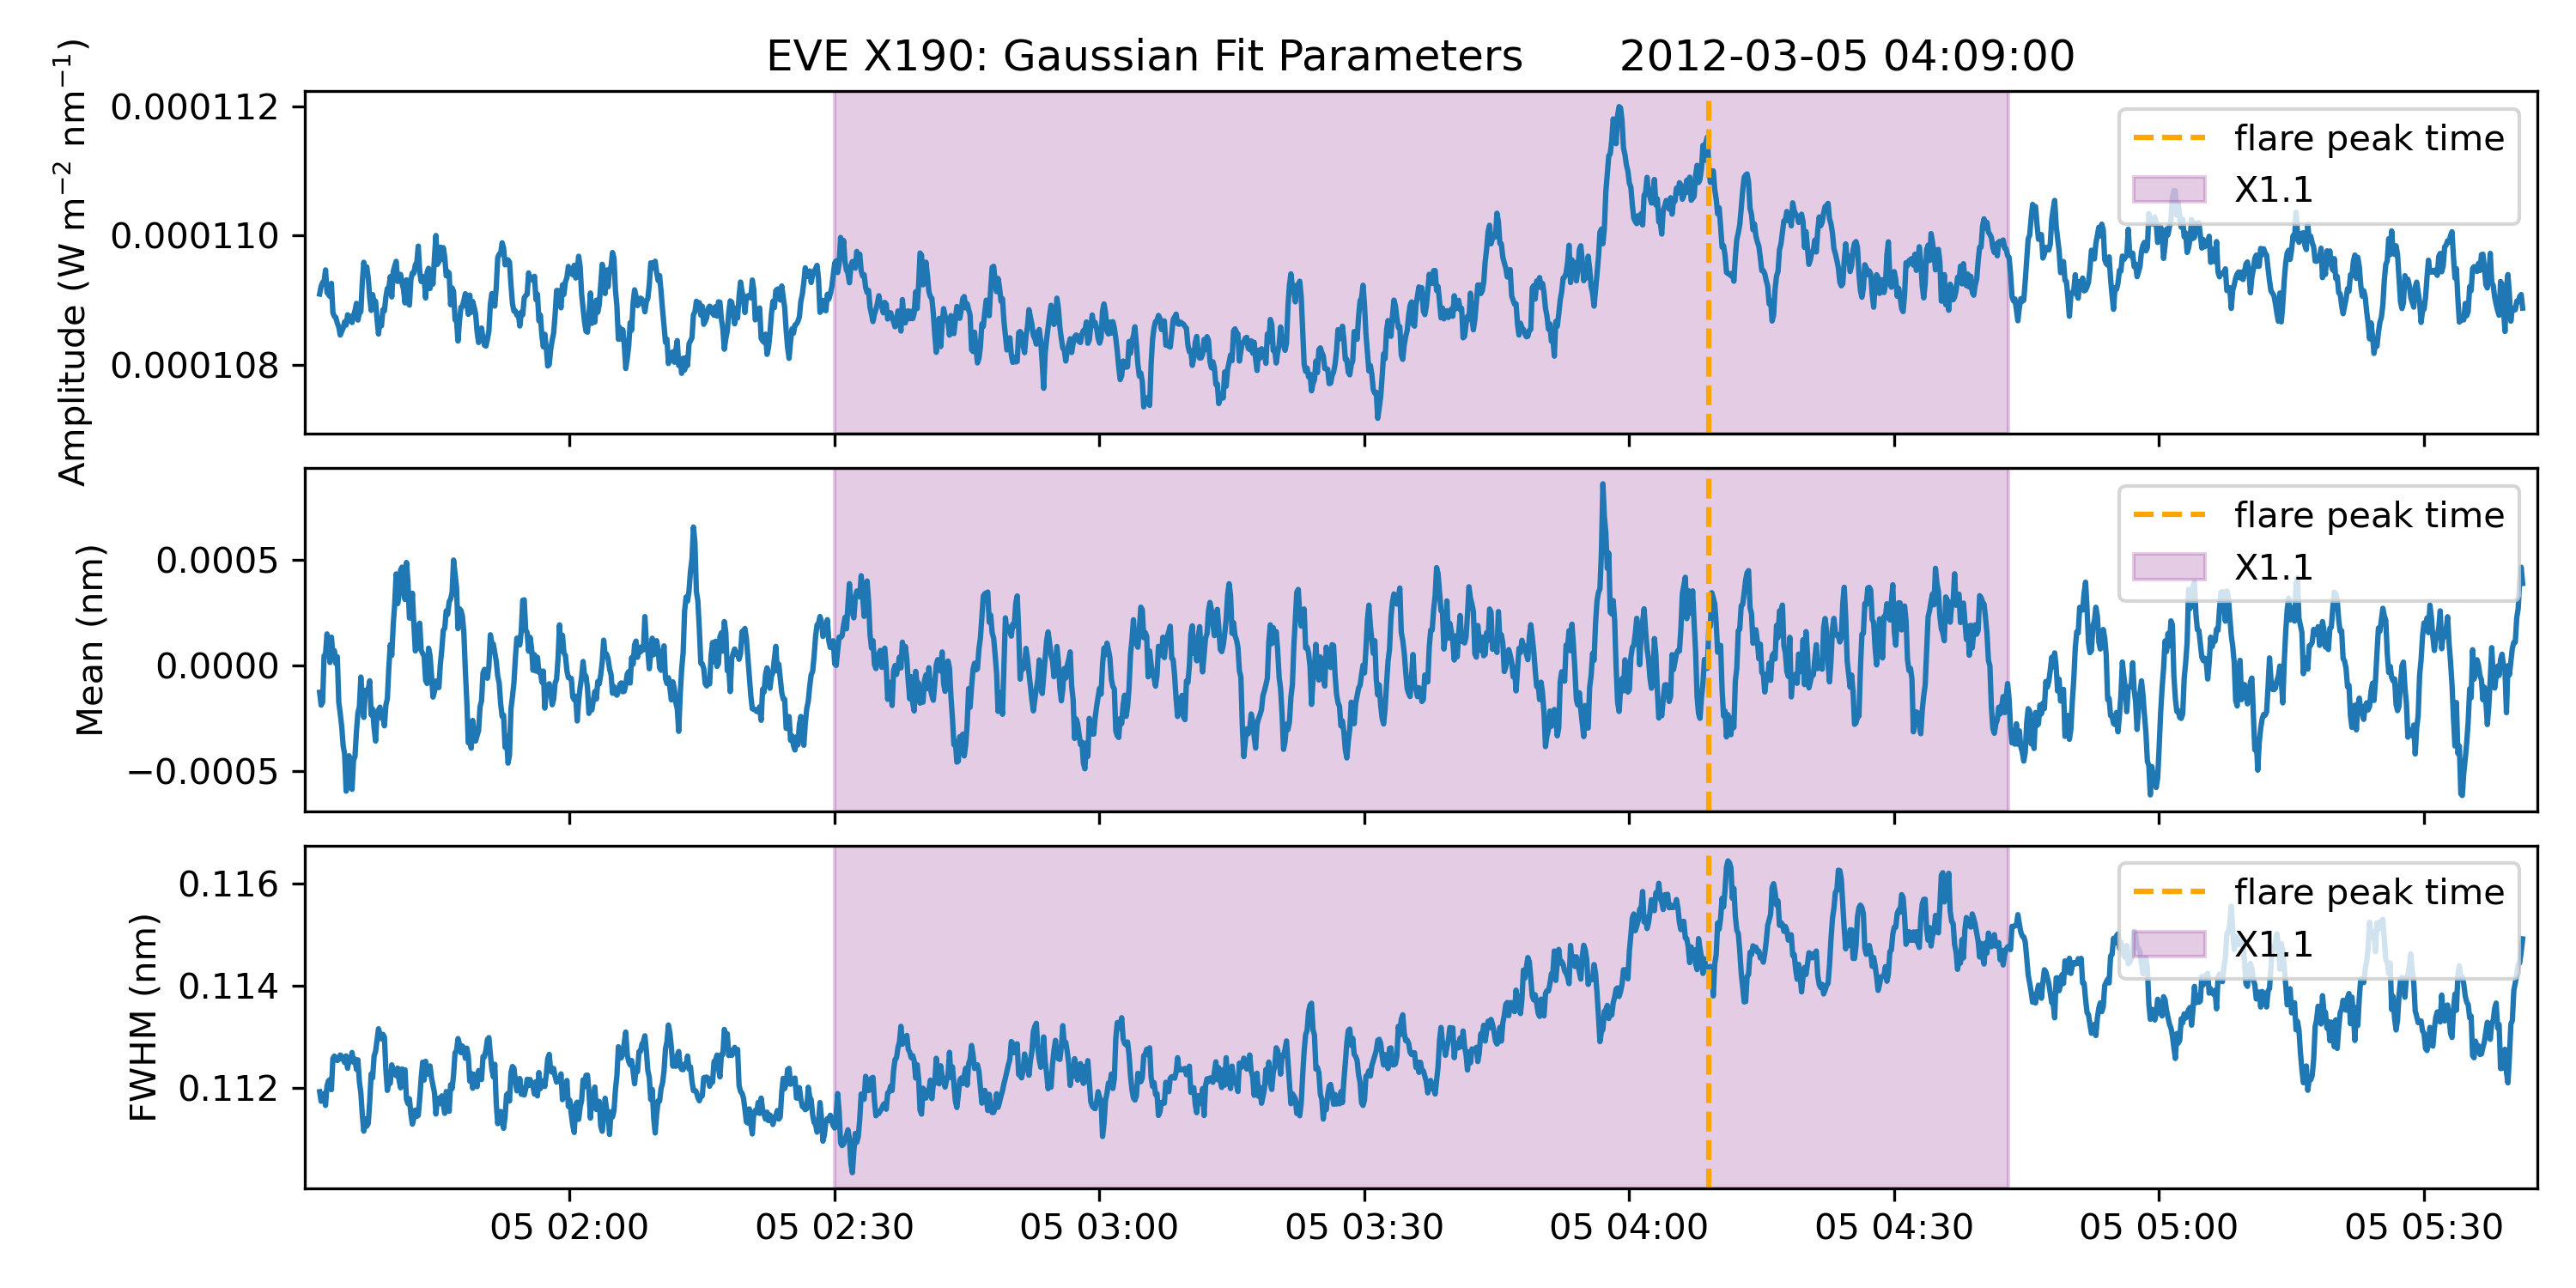 EVE X190: Gaussian Fit Parameters 2012-03-05 04:09:00
Amplitude (W m⁻² nm⁻¹)
0.000112
0.000110
0.000108
flare peak time
X1.1
Mean (nm)
0.0005
0.0000
−0.0005
flare peak time
X1.1
FWHM (nm)
0.116
0.114
0.112
flare peak time
X1.1
05 02:00 05 02:30 05 03:00 05 03:30 05 04:00 05 04:30 05 05:00 05 05:30